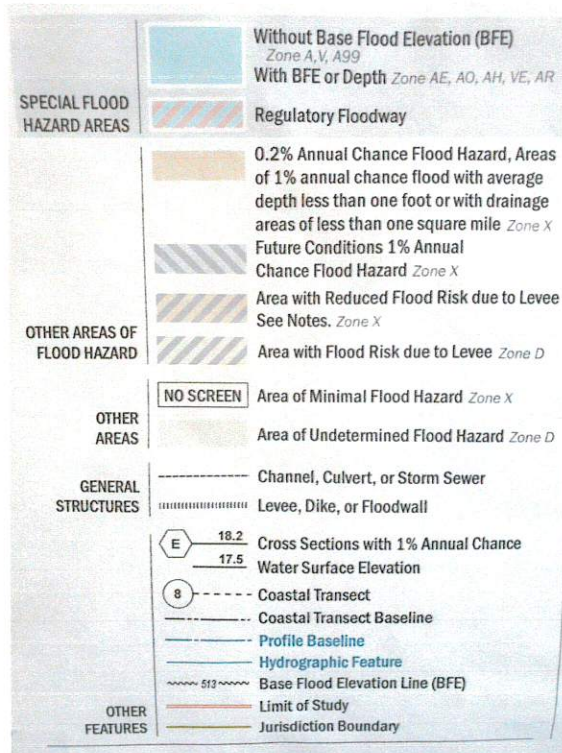 Without Base Flood Elevation (BFE)
Zone A,V, A99
With BFE or Depth Zone AE, AO, AH, VE, AR
SPECIAL FLOOD
HAZARD AREAS
Regulatory Floodway
0.2% Annual Chance Flood Hazard, Areas
of 1% annual chance flood with average
depth less than one foot or with drainage
areas of less than one square mile Zone X
Future Conditions 1% Annual
Chance Flood Hazard Zone X
Area with Reduced Flood Risk due to Levee
See Notes. Zone X
OTHER AREAS OF
FLOOD HAZARD
Area with Flood Risk due to Levee Zone D
NO SCREEN Area of Minimal Flood Hazard Zone X
OTHER
AREAS
Area of Undetermined Flood Hazard Zone D
GENERAL
STRUCTURES
Channel, Culvert, or Storm Sewer
Levee, Dike, or Floodwall
E 18.2 Cross Sections with 1% Annual Chance
17.5 Water Surface Elevation
8 Coastal Transect
Coastal Transect Baseline
Profile Baseline
Hydrographic Feature
513 Base Flood Elevation Line (BFE)
OTHER
FEATURES
Limit of Study
Jurisdiction Boundary